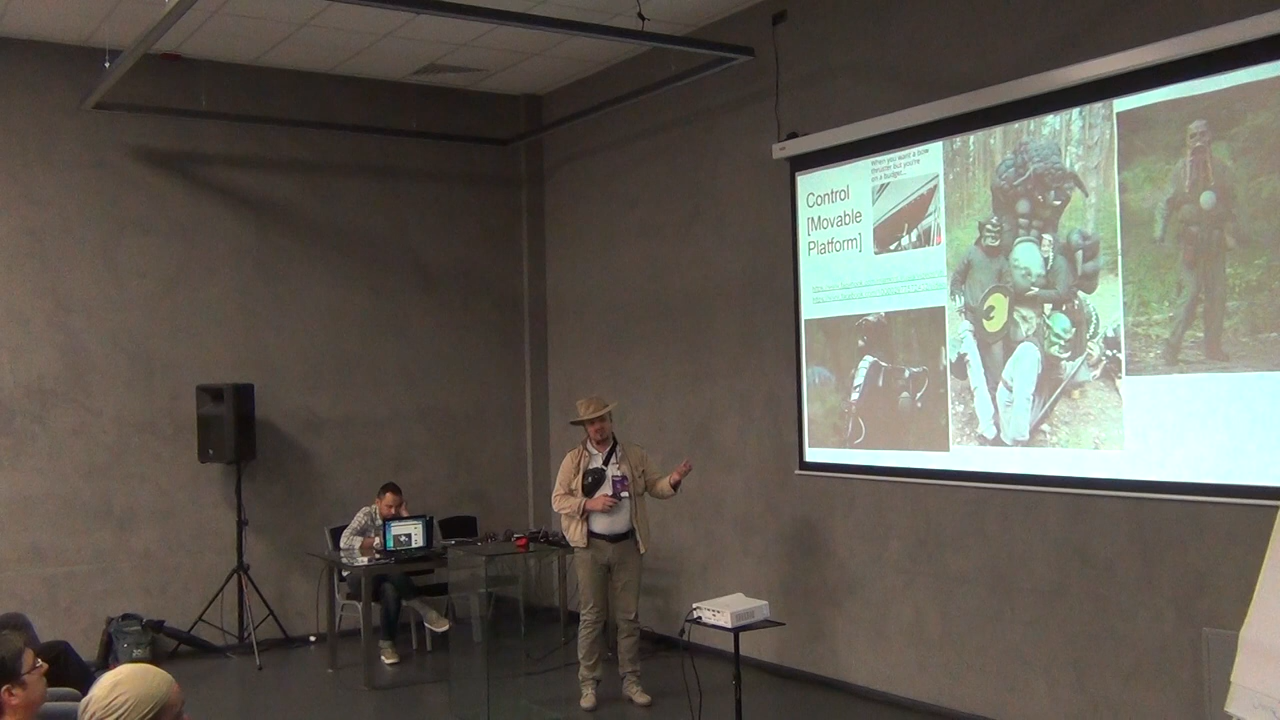 When you want a bow
thruster but you're
on a budget...
Control
[Movable
Platform]